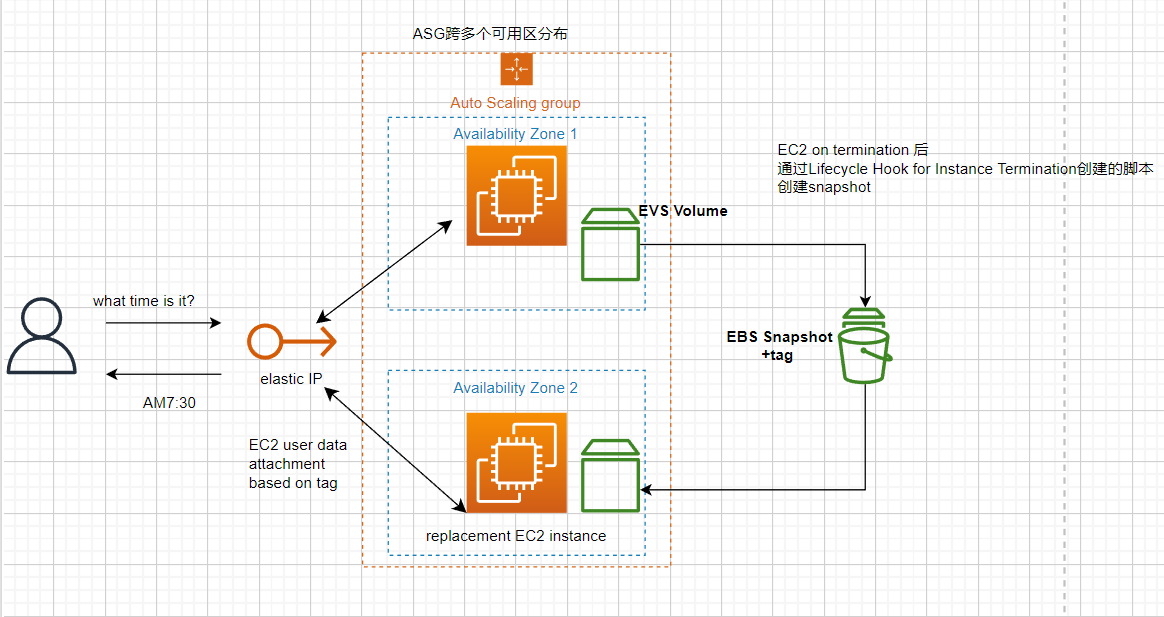 ASG跨多个可用区分布
Auto Scaling group
Availability Zone 1
EC2 on termination 后
通过Lifecycle Hook for Instance Termination创建的脚本
创建snapshot
EVS Volume
what time is it?
EBS Snapshot
+tag
elastic IP
AM7:30
Availability Zone 2
EC2 user data
attachment
based on tag
replacement EC2 instance